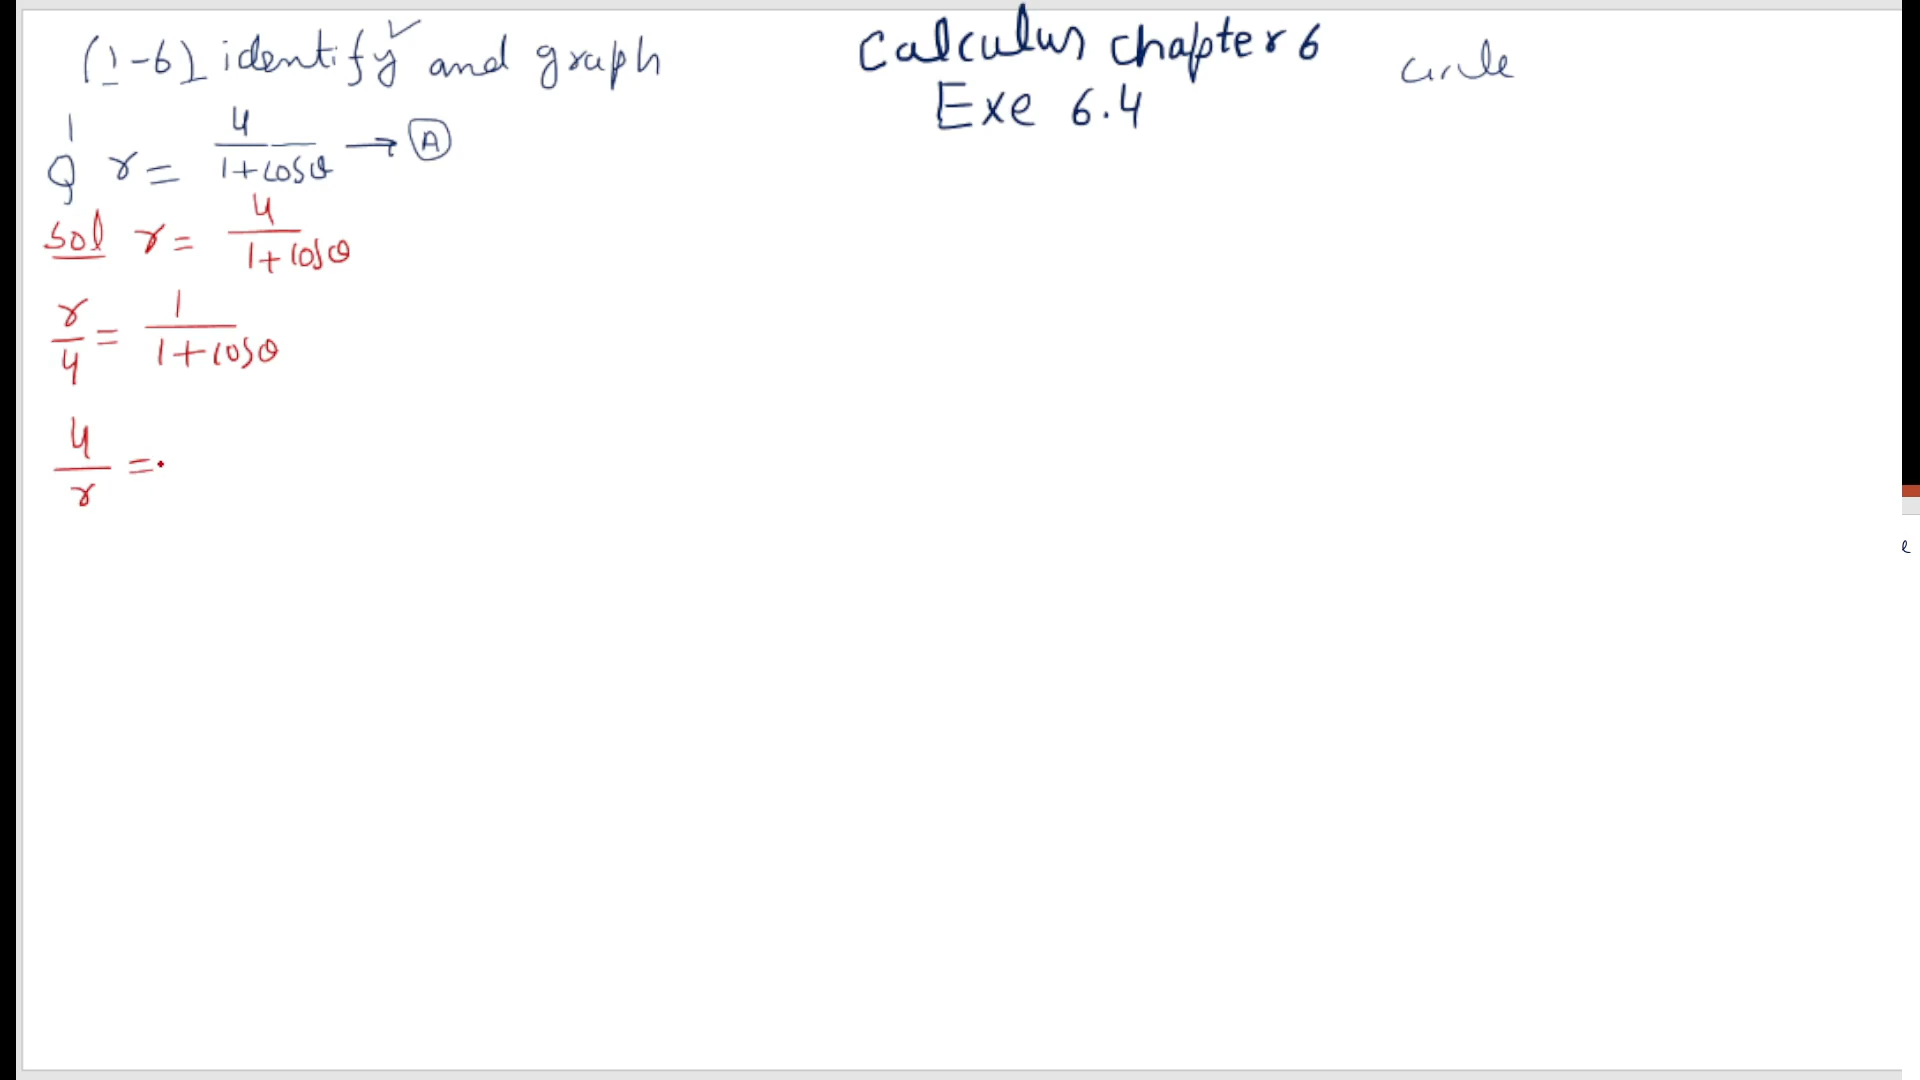 (1-6) identify and graph
Calculus chapter 6
circle
Exe 6.4
Q 1 r = 4/(1+cosθ) → Ⓐ
Sol r = 4/(1+cosθ)
r/4 = 1/(1+cosθ)
4/r =
e